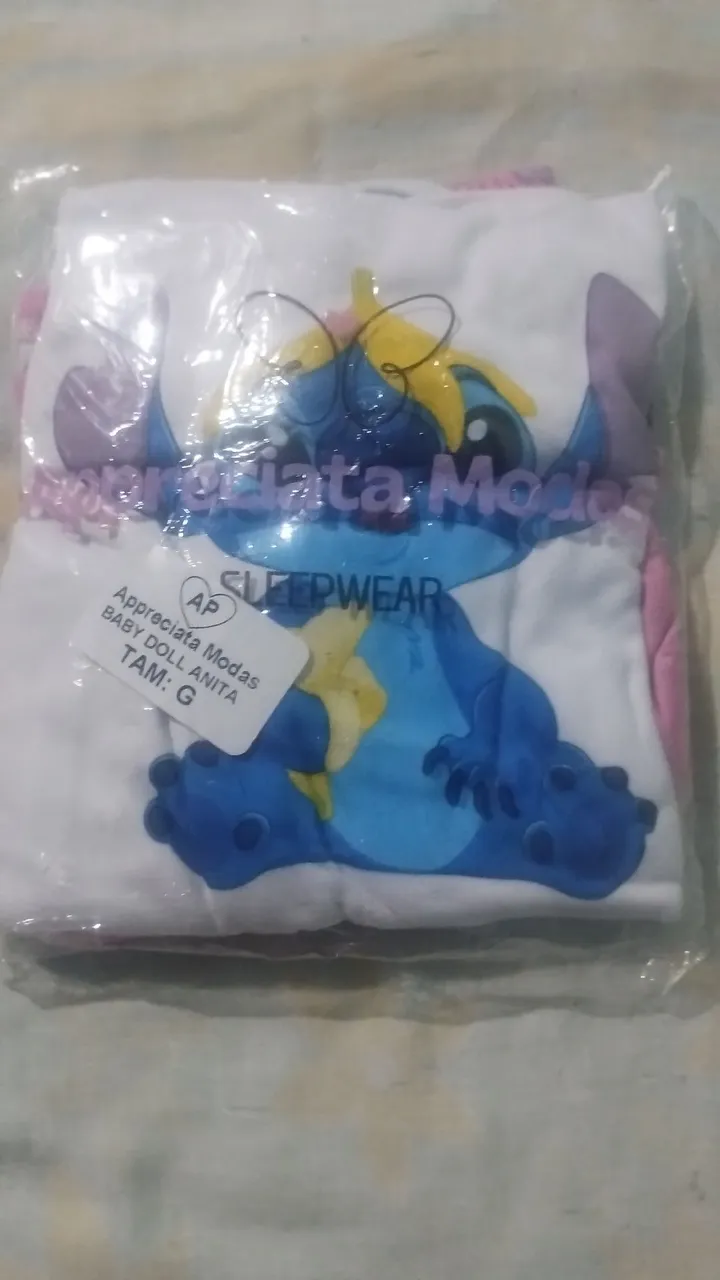 Appreciata Modas
SLEEPWEAR
AP
Appreciata Modas
BABY DOLL ANITA
TAM: G